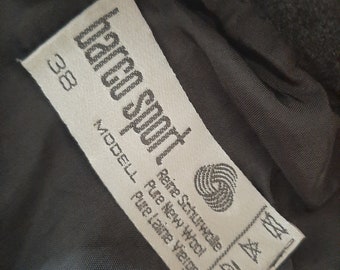 barco sport
MODELL
38
Reine Schurwolle
Pure New Wool
Pure Laine Vierge